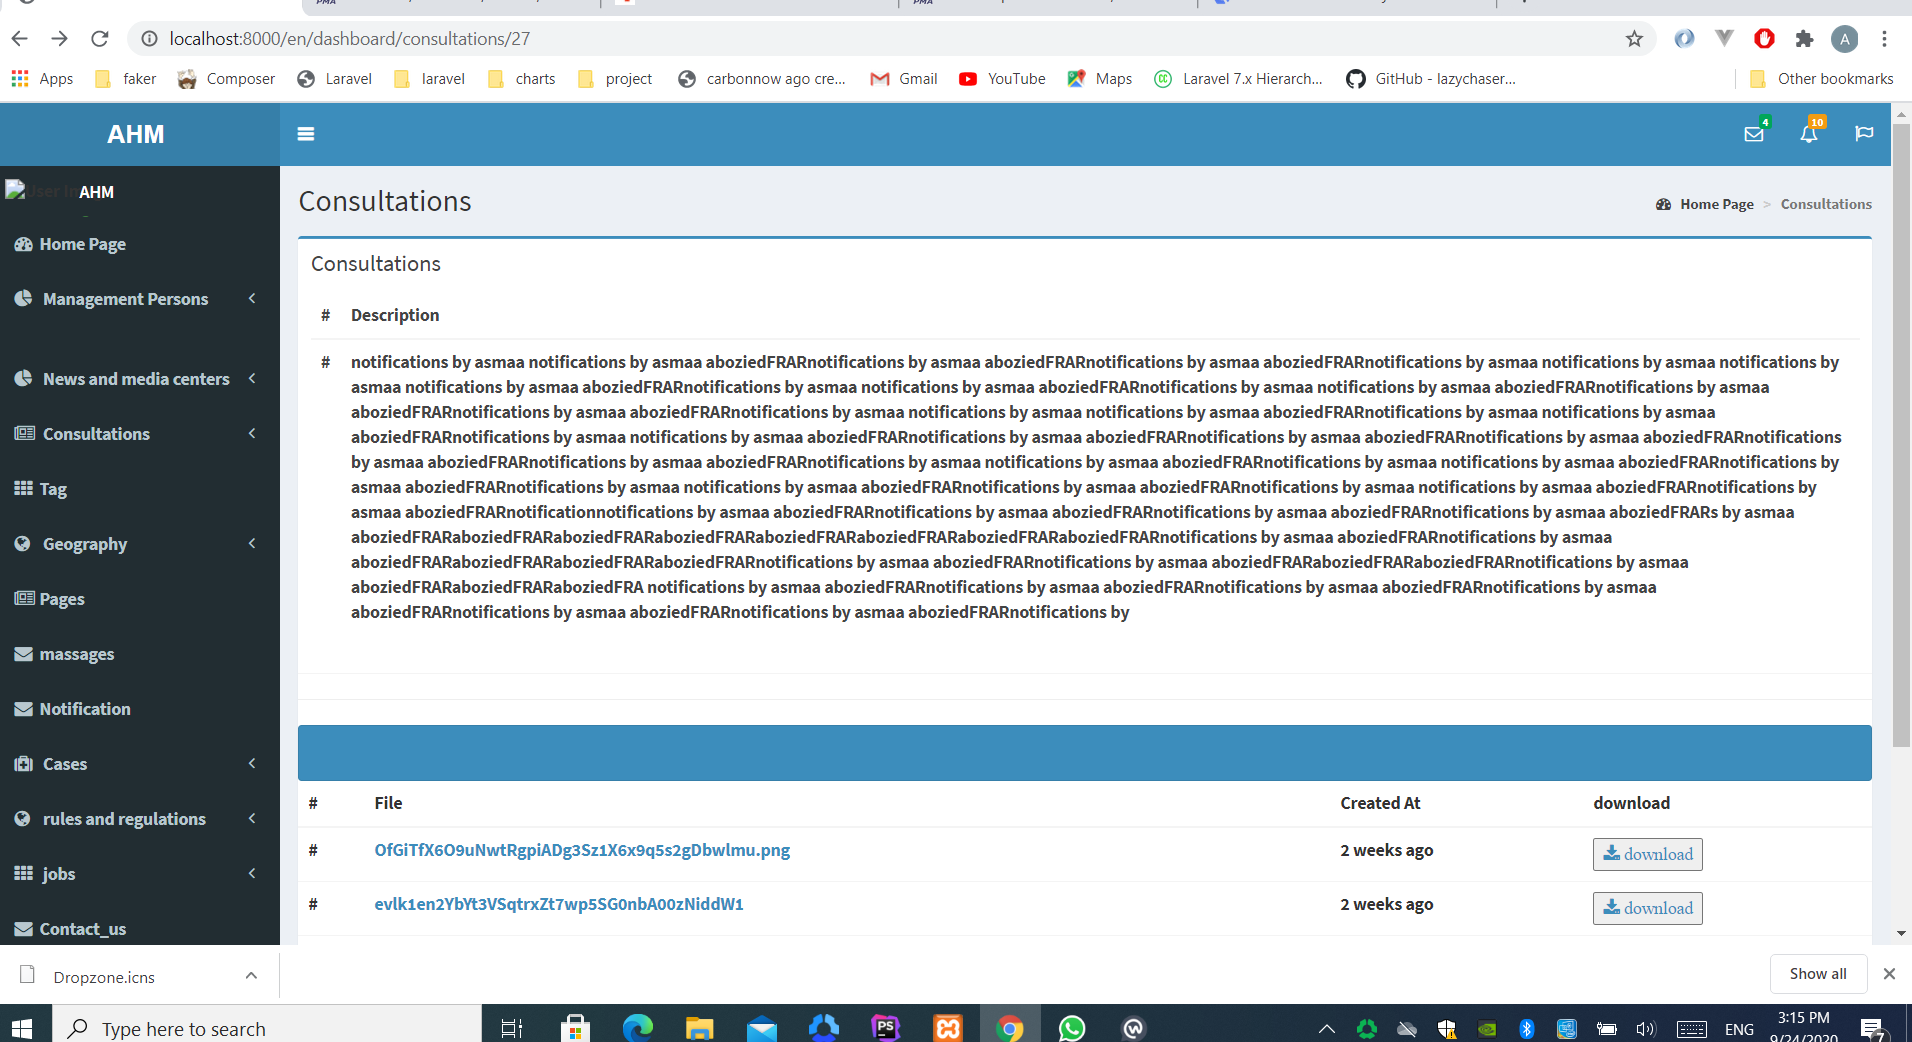 localhost:8000/en/dashboard/consultations/27
A
Apps faker Composer Laravel laravel charts project carbonnow ago cre... Gmail YouTube Maps Laravel 7.x Hierarch... GitHub - lazychaser... Other bookmarks
AHM
4
10
AHM
Home Page
Management Persons
News and media centers
Consultations
Tag
Geography
Pages
massages
Notification
Cases
rules and regulations
jobs
Contact_us
Consultations
Home Page > Consultations
Consultations
# Description
# notifications by asmaa notifications by asmaa aboziedFRARnotifications by asmaa aboziedFRARnotifications by asmaa aboziedFRARnotifications by asmaa notifications by asmaa notifications by
asmaa notifications by asmaa aboziedFRARnotifications by asmaa notifications by asmaa aboziedFRARnotifications by asmaa notifications by asmaa aboziedFRARnotifications by asmaa
aboziedFRARnotifications by asmaa aboziedFRARnotifications by asmaa notifications by asmaa notifications by asmaa aboziedFRARnotifications by asmaa notifications by asmaa
aboziedFRARnotifications by asmaa notifications by asmaa aboziedFRARnotifications by asmaa aboziedFRARnotifications by asmaa aboziedFRARnotifications by asmaa aboziedFRARnotifications
by asmaa aboziedFRARnotifications by asmaa aboziedFRARnotifications by asmaa notifications by asmaa aboziedFRARnotifications by asmaa notifications by asmaa aboziedFRARnotifications by
asmaa aboziedFRARnotifications by asmaa notifications by asmaa aboziedFRARnotifications by asmaa aboziedFRARnotifications by asmaa notifications by asmaa aboziedFRARnotifications by
asmaa aboziedFRARnotificationnotifications by asmaa aboziedFRARnotifications by asmaa aboziedFRARnotifications by asmaa aboziedFRARnotifications by asmaa aboziedFRARs by asmaa
aboziedFRARaboziedFRARaboziedFRARaboziedFRARaboziedFRARaboziedFRARaboziedFRARaboziedFRARnotifications by asmaa aboziedFRARnotifications by asmaa
aboziedFRARaboziedFRARaboziedFRARaboziedFRARnotifications by asmaa aboziedFRARnotifications by asmaa aboziedFRARaboziedFRARaboziedFRARnotifications by asmaa
aboziedFRARaboziedFRARaboziedFRA notifications by asmaa aboziedFRARnotifications by asmaa aboziedFRARnotifications by asmaa aboziedFRARnotifications by asmaa
aboziedFRARnotifications by asmaa aboziedFRARnotifications by asmaa aboziedFRARnotifications by
# File Created At download
# OfGiTfX6O9uNwtRgpiADg3Sz1X6x9q5s2gDbwlmu.png 2 weeks ago download
# evlk1en2YbYt3VSqtrxZt7wp5SG0nbA00zNiddW1 2 weeks ago download
Dropzone.icns
Show all
Type here to search
ENG
3:15 PM
9/24/2020
7